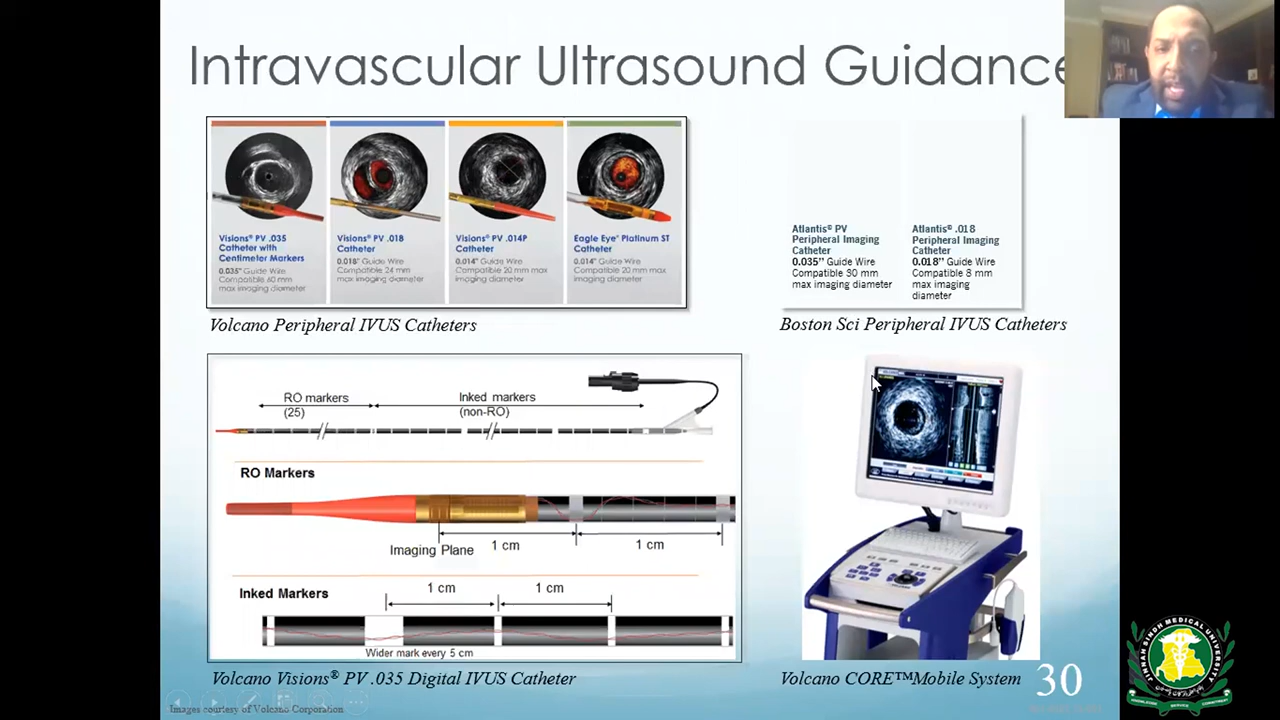 Intravascular Ultrasound Guidance
Visions® PV .035
Catheter with
Centimeter Markers
0.035" Guide Wire
Compatible 60 mm
max imaging diameter
Visions® PV .018
Catheter
0.018" Guide Wire
Compatible 24 mm
max imaging diameter
Visions® PV .014P
Catheter
0.014" Guide Wire
Compatible 20 mm max
imaging diameter
Eagle Eye® Platinum ST
Catheter
0.014" Guide Wire
Compatible 20 mm max
imaging diameter
Volcano Peripheral IVUS Catheters
Atlantis® PV
Peripheral Imaging
Catheter
0.035" Guide Wire
Compatible 30 mm
max imaging diameter
Atlantis® .018
Peripheral Imaging
Catheter
0.018" Guide Wire
Compatible 8 mm
max imaging
diameter
Boston Sci Peripheral IVUS Catheters
RO markers
(25)
Inked markers
(non-RO)
RO Markers
Imaging Plane
1 cm
1 cm
Inked Markers
1 cm
1 cm
Wider mark every 5 cm
Volcano Visions® PV .035 Digital IVUS Catheter
Volcano CORE™Mobile System
30
Images courtesy of Volcano Corporation
JINNAH SINDH MEDICAL UNIVERSITY